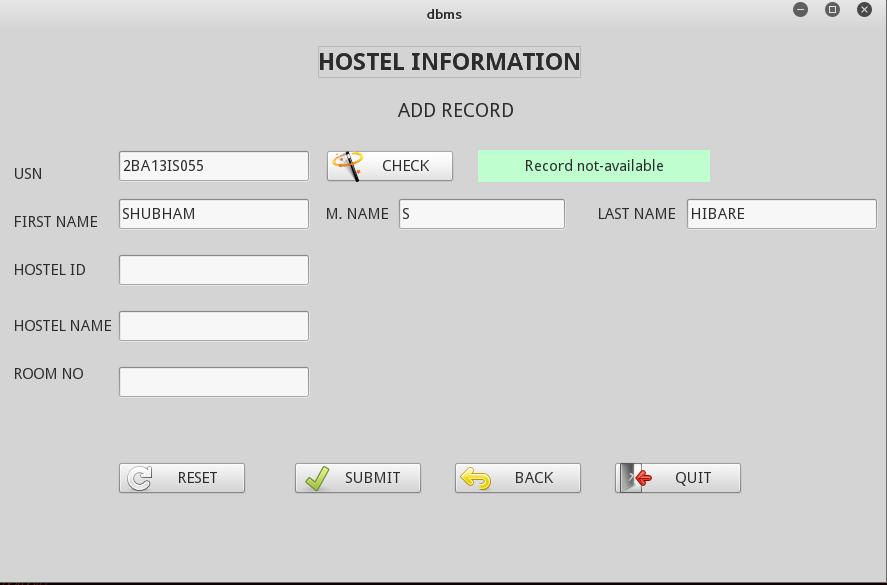 dbms
HOSTEL INFORMATION
ADD RECORD
USN 2BA13IS055 CHECK Record not-available
FIRST NAME SHUBHAM M. NAME S LAST NAME HIBARE
HOSTEL ID
HOSTEL NAME
ROOM NO
RESET SUBMIT BACK QUIT